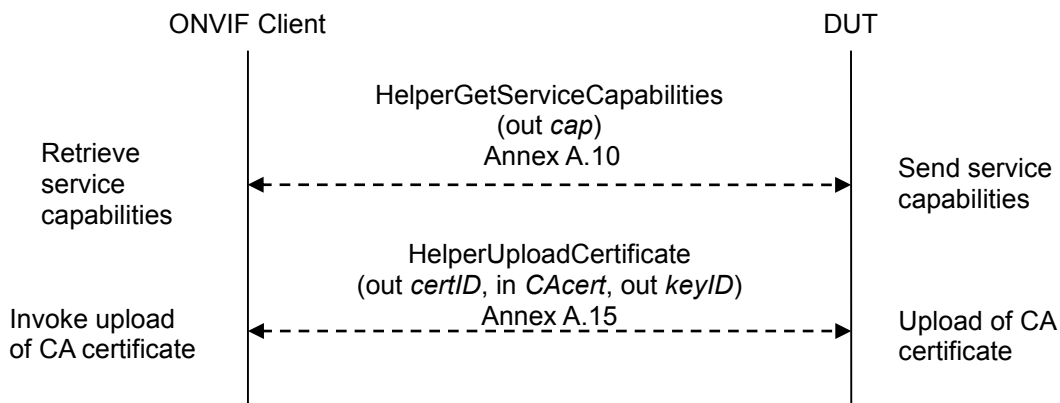 ONVIF Client
DUT
HelperGetServiceCapabilities
(out cap)
Annex A.10
Retrieve
service
capabilities
Send service
capabilities
HelperUploadCertificate
(out certID, in CAcert, out keyID)
Annex A.15
Invoke upload
of CA certificate
Upload of CA
certificate